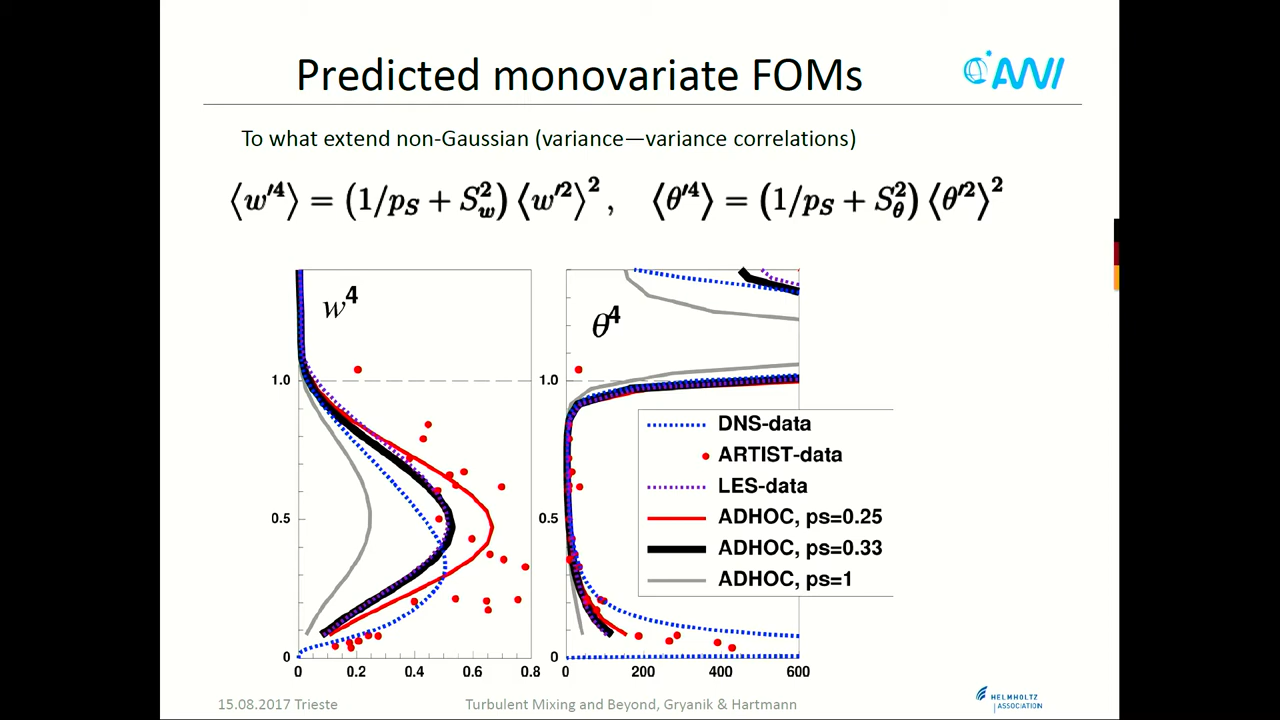 Predicted monovariate FOMs
AWI
To what extend non-Gaussian (variance—variance correlations)
⟨w′⁴⟩ = (1/p_S + S_w²) ⟨w′²⟩², ⟨θ′⁴⟩ = (1/p_S + S_θ²) ⟨θ′²⟩²
w⁴
1.0
0.5
0
0 0.2 0.4 0.6 0.8
θ⁴
1.0
0.5
0
0 200 400 600
DNS-data
ARTIST-data
LES-data
ADHOC, ps=0.25
ADHOC, ps=0.33
ADHOC, ps=1
15.08.2017 Trieste
Turbulent Mixing and Beyond, Gryanik & Hartmann
HELMHOLTZ
ASSOCIATION